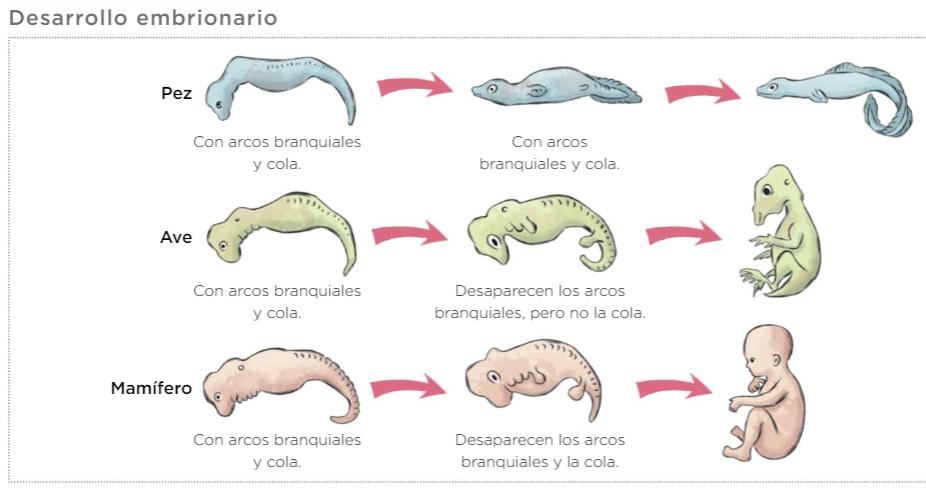 Desarrollo embrionario
Pez
Con arcos branquiales
y cola.
Con arcos
branquiales y cola.
Ave
Con arcos branquiales
y cola.
Desaparecen los arcos
branquiales, pero no la cola.
Mamífero
Con arcos branquiales
y cola.
Desaparecen los arcos
branquiales y la cola.